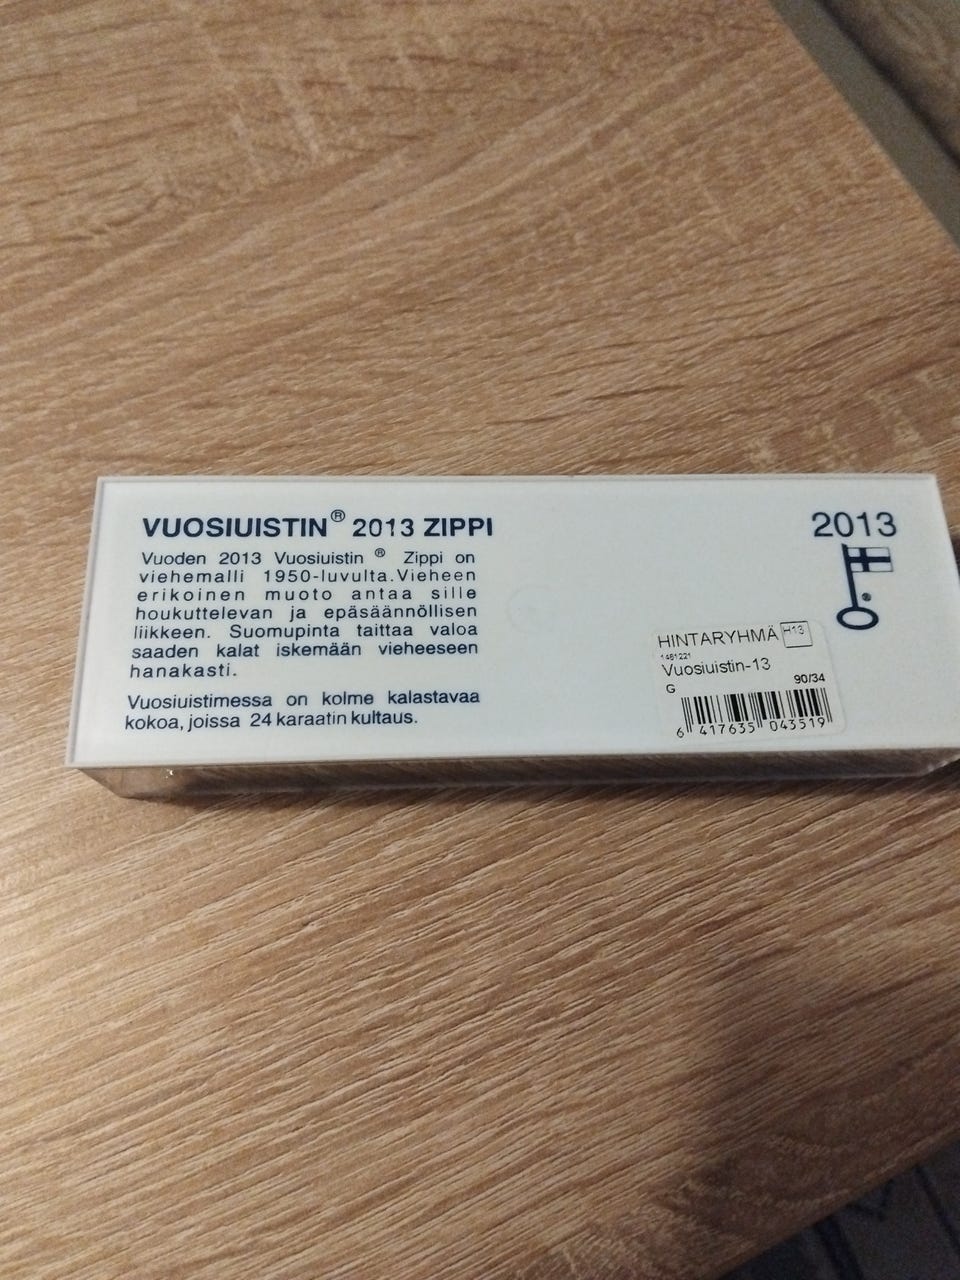 VUOSIUISTIN® 2013 ZIPPI
Vuoden 2013 Vuosiuistin ® Zippi on
viehemalli 1950-luvulta.Vieheen
erikoinen muoto antaa sille
houkuttelevan ja epäsäännöllisen
liikkeen. Suomupinta taittaa valoa
saaden kalat iskemään vieheeseen
hanakasti.
Vuosiuistimessa on kolme kalastavaa
kokoa, joissa 24 karaatin kultaus.
2013
®
HINTARYHMÄ H13
1461221
Vuosiuistin-13
G 90/34
6 417635 043519